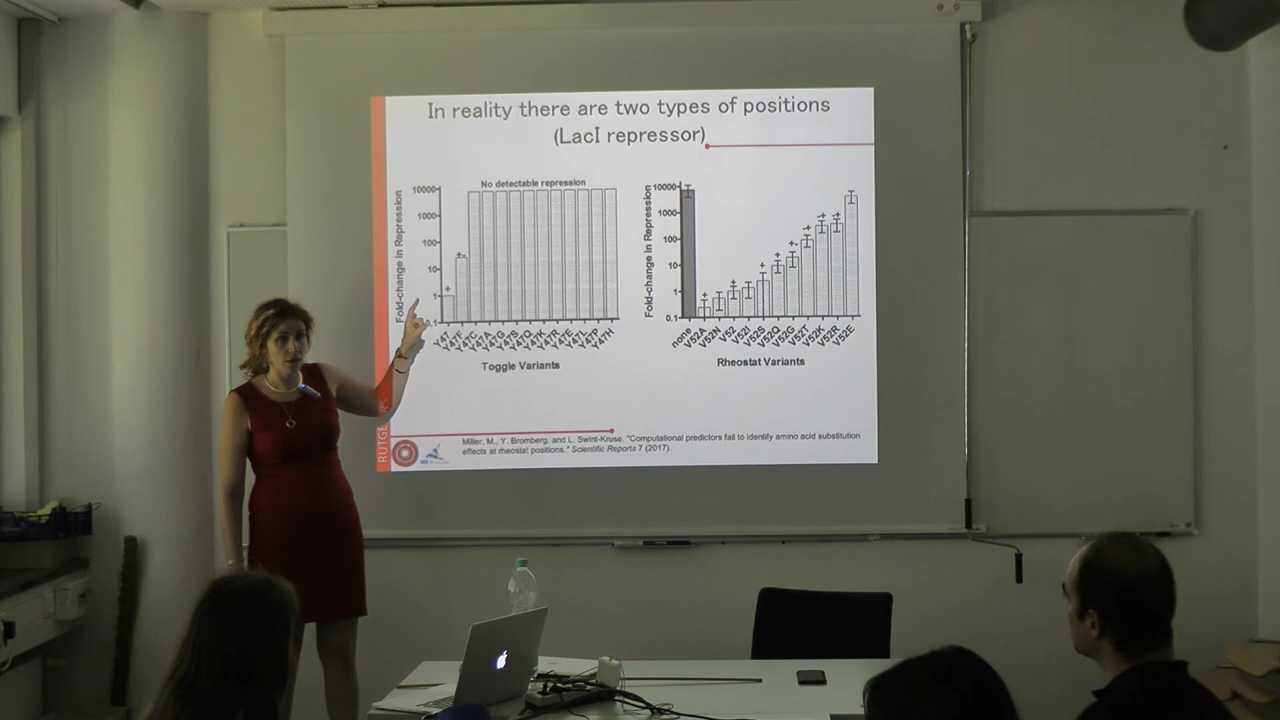 In reality there are two types of positions
(LacI repressor)
No detectable repression
Fold-change in Repression
10000
1000
100
10
1
0.1
Y47
Y47F
Y47C
Y47A
Y47G
Y47S
Y47Q
Y47K
Y47R
Y47E
Y47L
Y47P
Y47H
Toggle Variants
Fold-change in Repression
10000
1000
100
10
1
0.1
none
V52A
V52N
V52
V52I
V52S
V52Q
V52G
V52T
V52K
V52R
V52E
Rheostat Variants
Miller, M., Y. Bromberg, and L. Swint-Kruse. "Computational predictors fail to identify amino acid substitution
effects at rheostat positions." Scientific Reports 7 (2017).